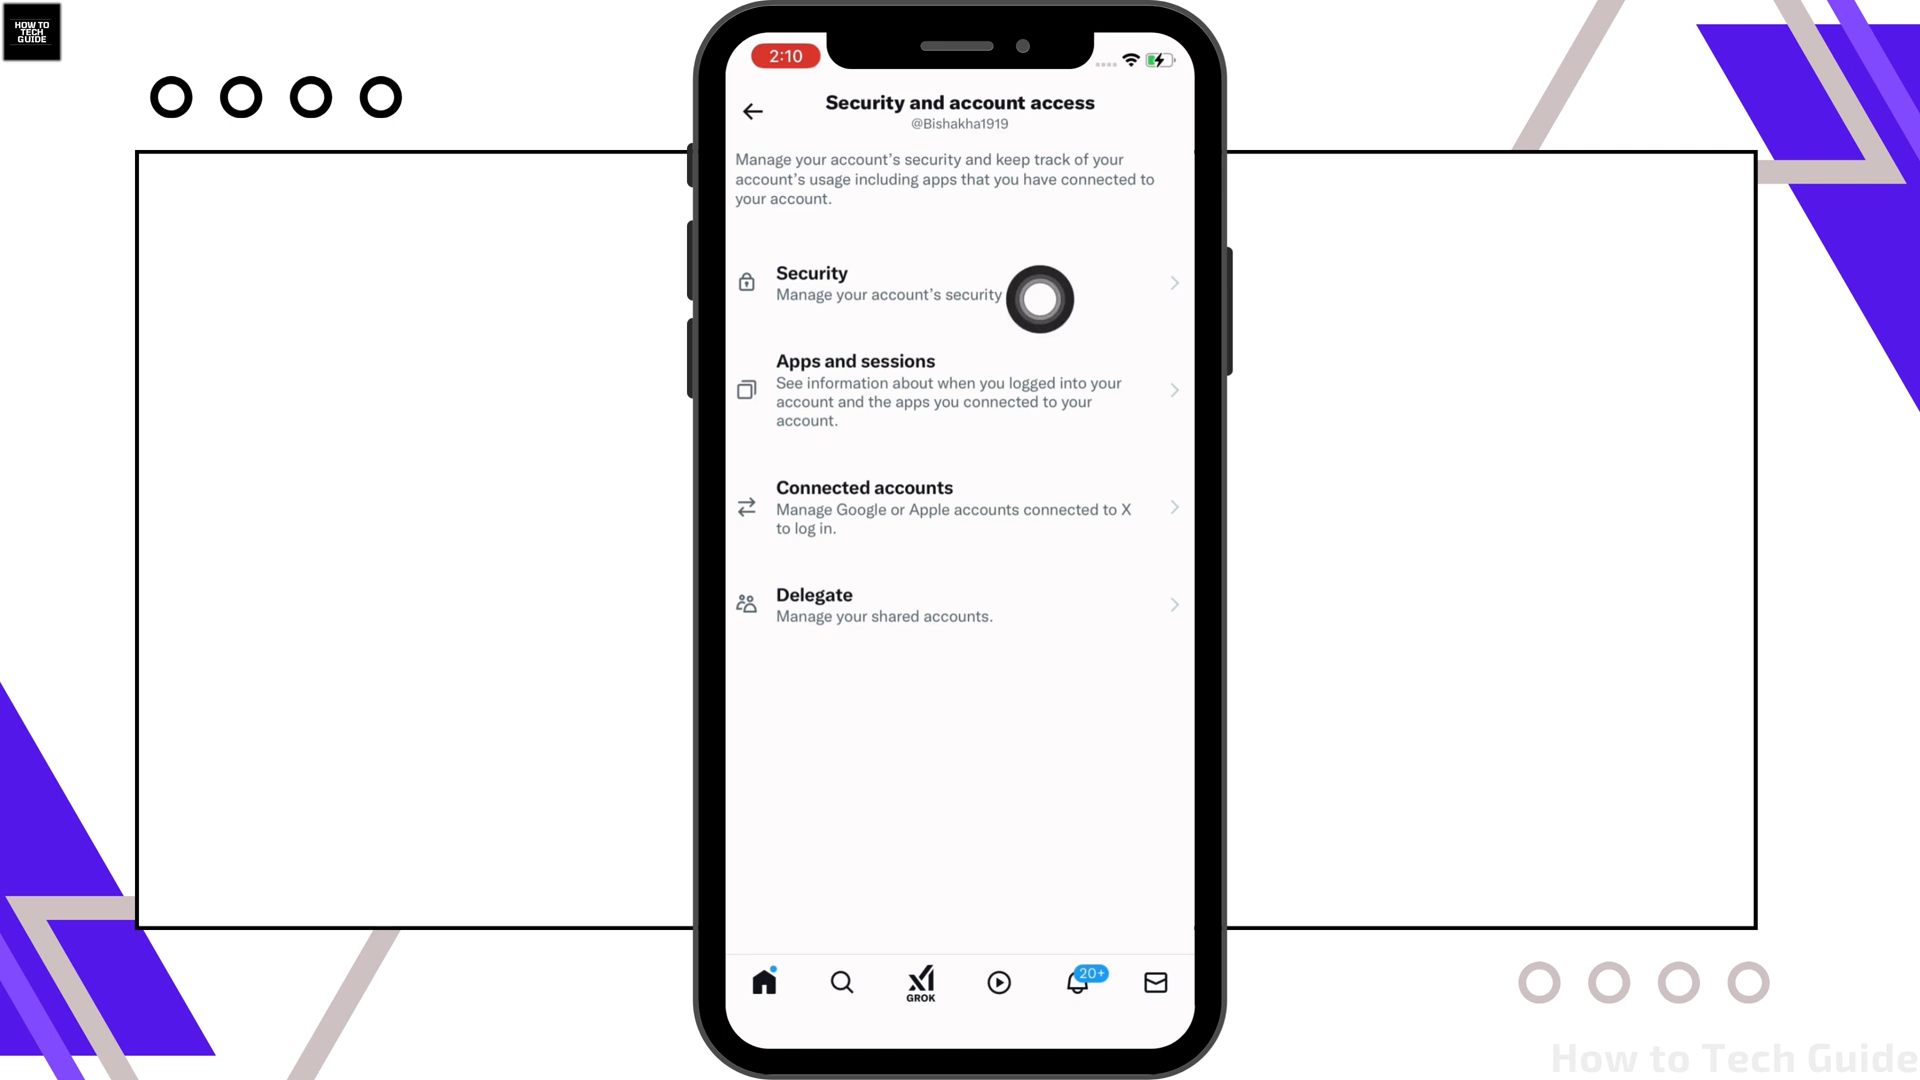 HOW TO
TECH
GUIDE
2:10
Security and account access
@Bishakha1919
Manage your account’s security and keep track of your
account’s usage including apps that you have connected to
your account.
Security
Manage your account’s security
Apps and sessions
See information about when you logged into your
account and the apps you connected to your
account.
Connected accounts
Manage Google or Apple accounts connected to X
to log in.
Delegate
Manage your shared accounts.
20+
GROK
How to Tech Guide